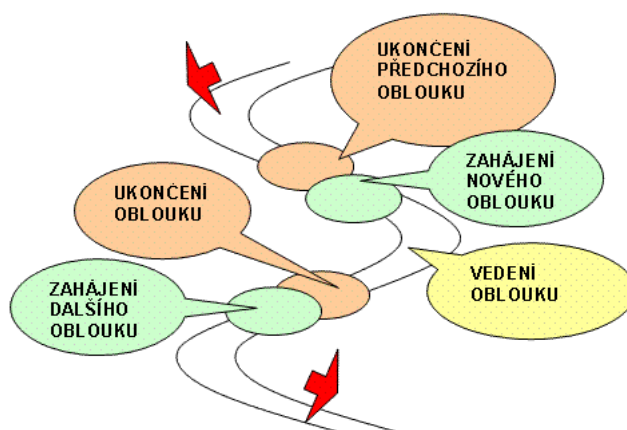 UKONČENÍ
PŘEDCHOZÍHO
OBLOUKU
ZAHÁJENÍ
NOVÉHO
OBLOUKU
UKONČENÍ
OBLOUKU
VEDENÍ
OBLOUKU
ZAHÁJENÍ
DALŠÍHO
OBLOUKU